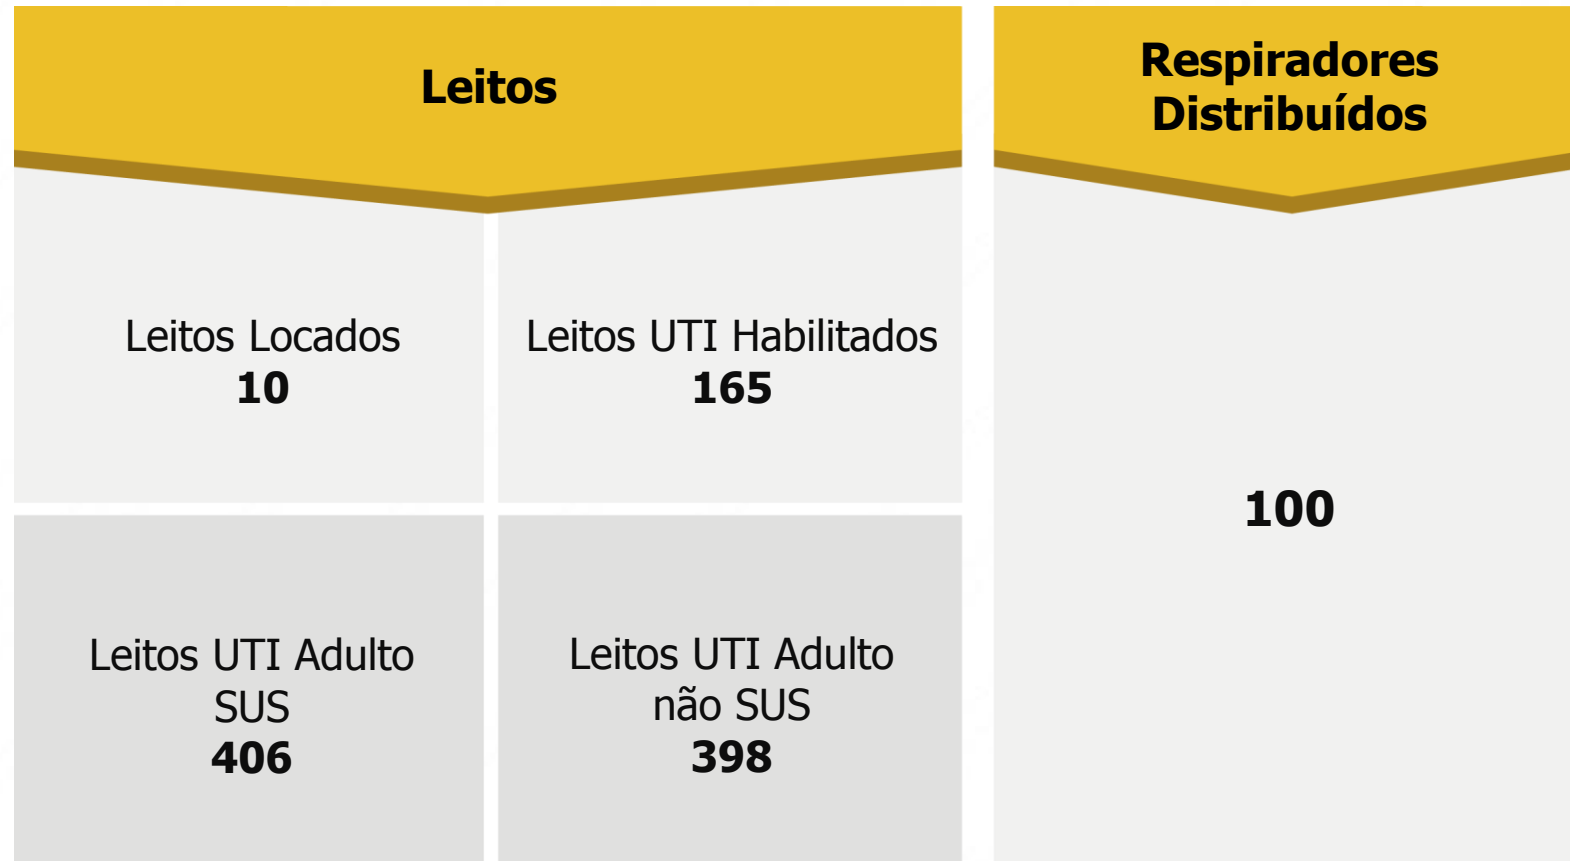 Leitos
Leitos Locados
10
Leitos UTI Habilitados
165
Leitos UTI Adulto
SUS
406
Leitos UTI Adulto
não SUS
398
Respiradores
Distribuídos
100